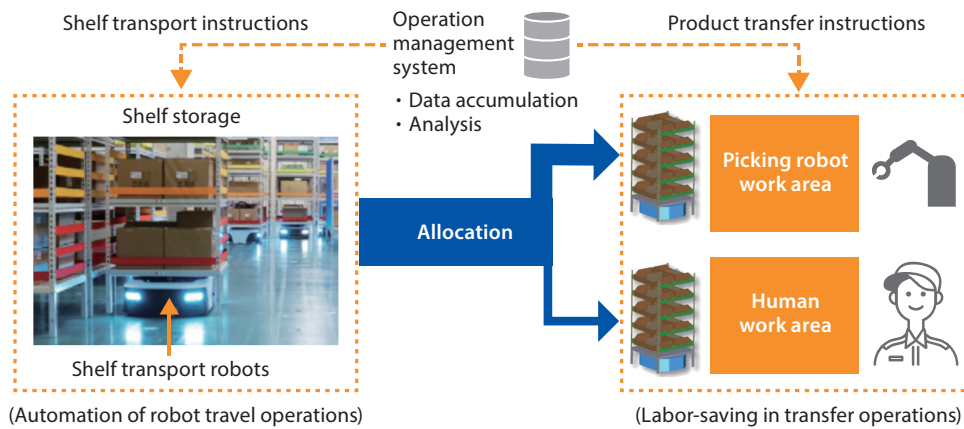 Shelf transport instructions
Operation
management
system
・Data accumulation
・Analysis
Product transfer instructions
Shelf storage
Shelf transport robots
(Automation of robot travel operations)
Allocation
Picking robot
work area
Human
work area
(Labor-saving in transfer operations)